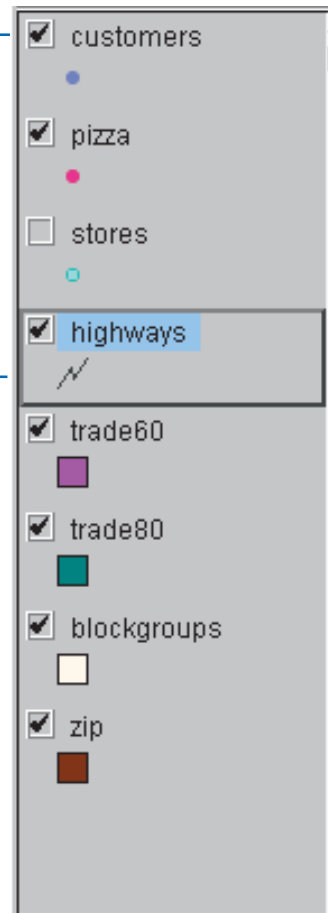 customers
pizza
stores
highways
trade60
trade80
blockgroups
zip